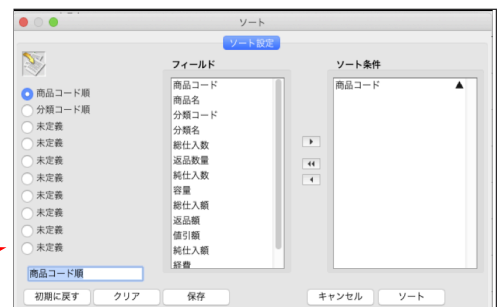 ソート
ソート設定
フィールド
ソート条件
商品コード順
分類コード順
未定義
未定義
未定義
未定義
未定義
未定義
未定義
未定義
商品コード順
商品コード
商品名
分類コード
分類名
総仕入数
返品数量
純仕入数
容量
総仕入額
返品額
値引額
純仕入額
経費
商品コード ▲
初期に戻す
クリア
保存
キャンセル
ソート